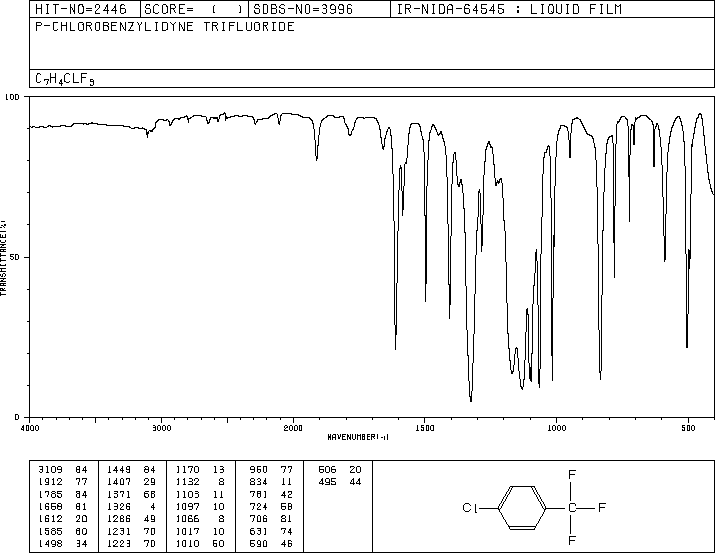 HIT-NO=2446 SCORE= ( ) SDBS-NO=3996 IR-NIDA-64545 : LIQUID FILM
P-CHLOROBENZYLIDYNE TRIFLUORIDE
C7H4CLF3
100
50
0
TRANSMITTANCE(%)
4000 3000 2000 1500 1000 500
WAVENUMBER(-1)
3109 84 1449 84 1170 13 950 77 506 20
1912 77 1407 29 1132 8 834 11 495 44
1785 84 1371 68 1103 11 781 42
1658 81 1326 4 1097 10 724 58
1612 20 1286 49 1066 8 706 81
1585 60 1231 70 1017 10 631 74
1498 34 1223 70 1010 60 590 46
F
Cl C F
F